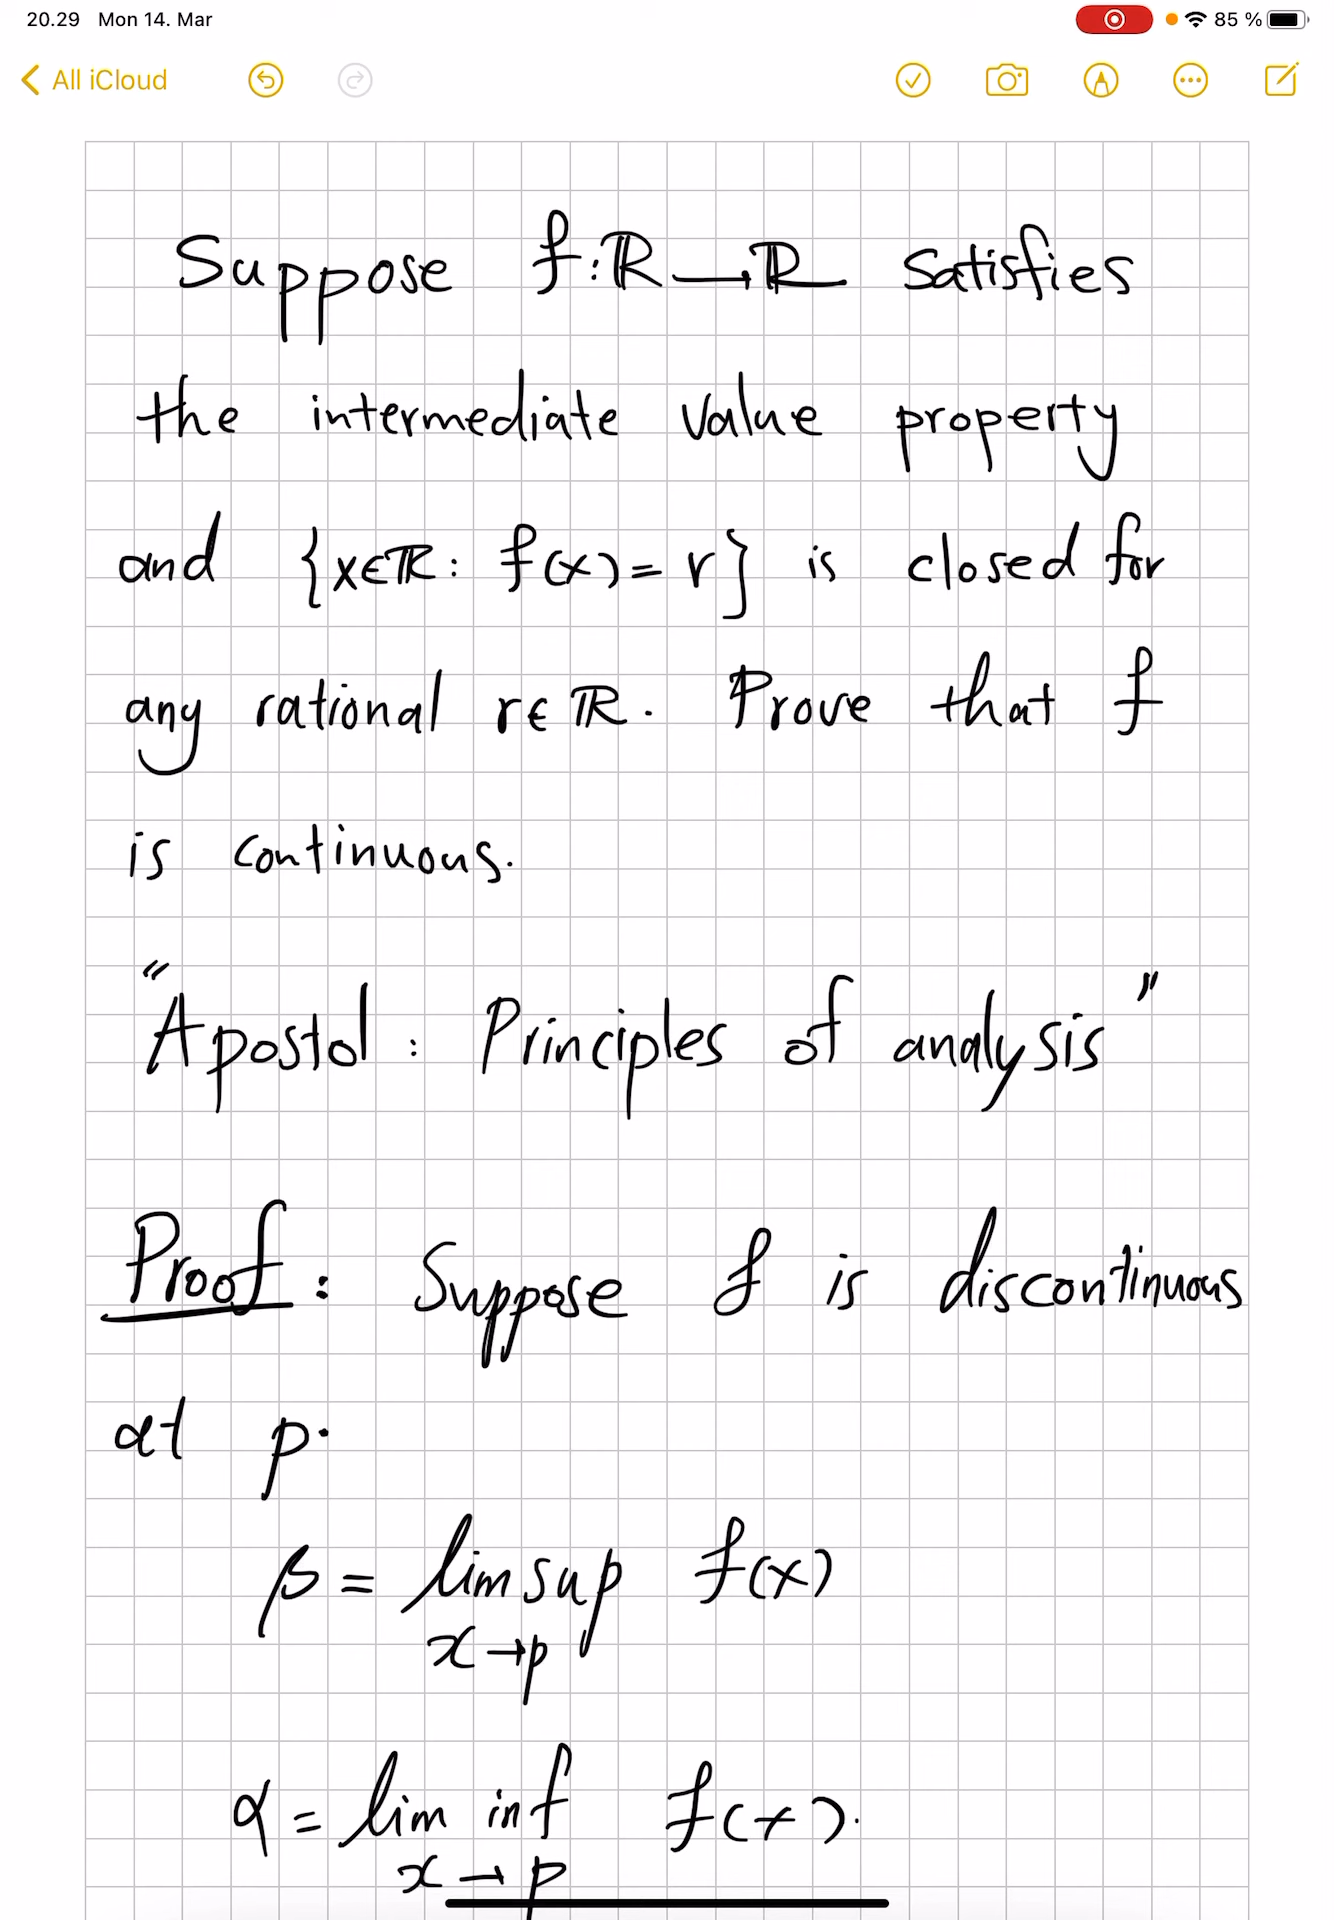 20.29 Mon 14. Mar 85 %
All iCloud
Suppose f:ℝ→ℝ satisfies
the intermediate value property
and {x∈ℝ: f(x)=r} is closed for
any rational r∈ℝ. Prove that f
is continuous.
"Apostol: Principles of analysis"
Proof: Suppose f is discontinuous
at p.
β = lim sup f(x)
x→p
α = lim inf f(x).
x→p